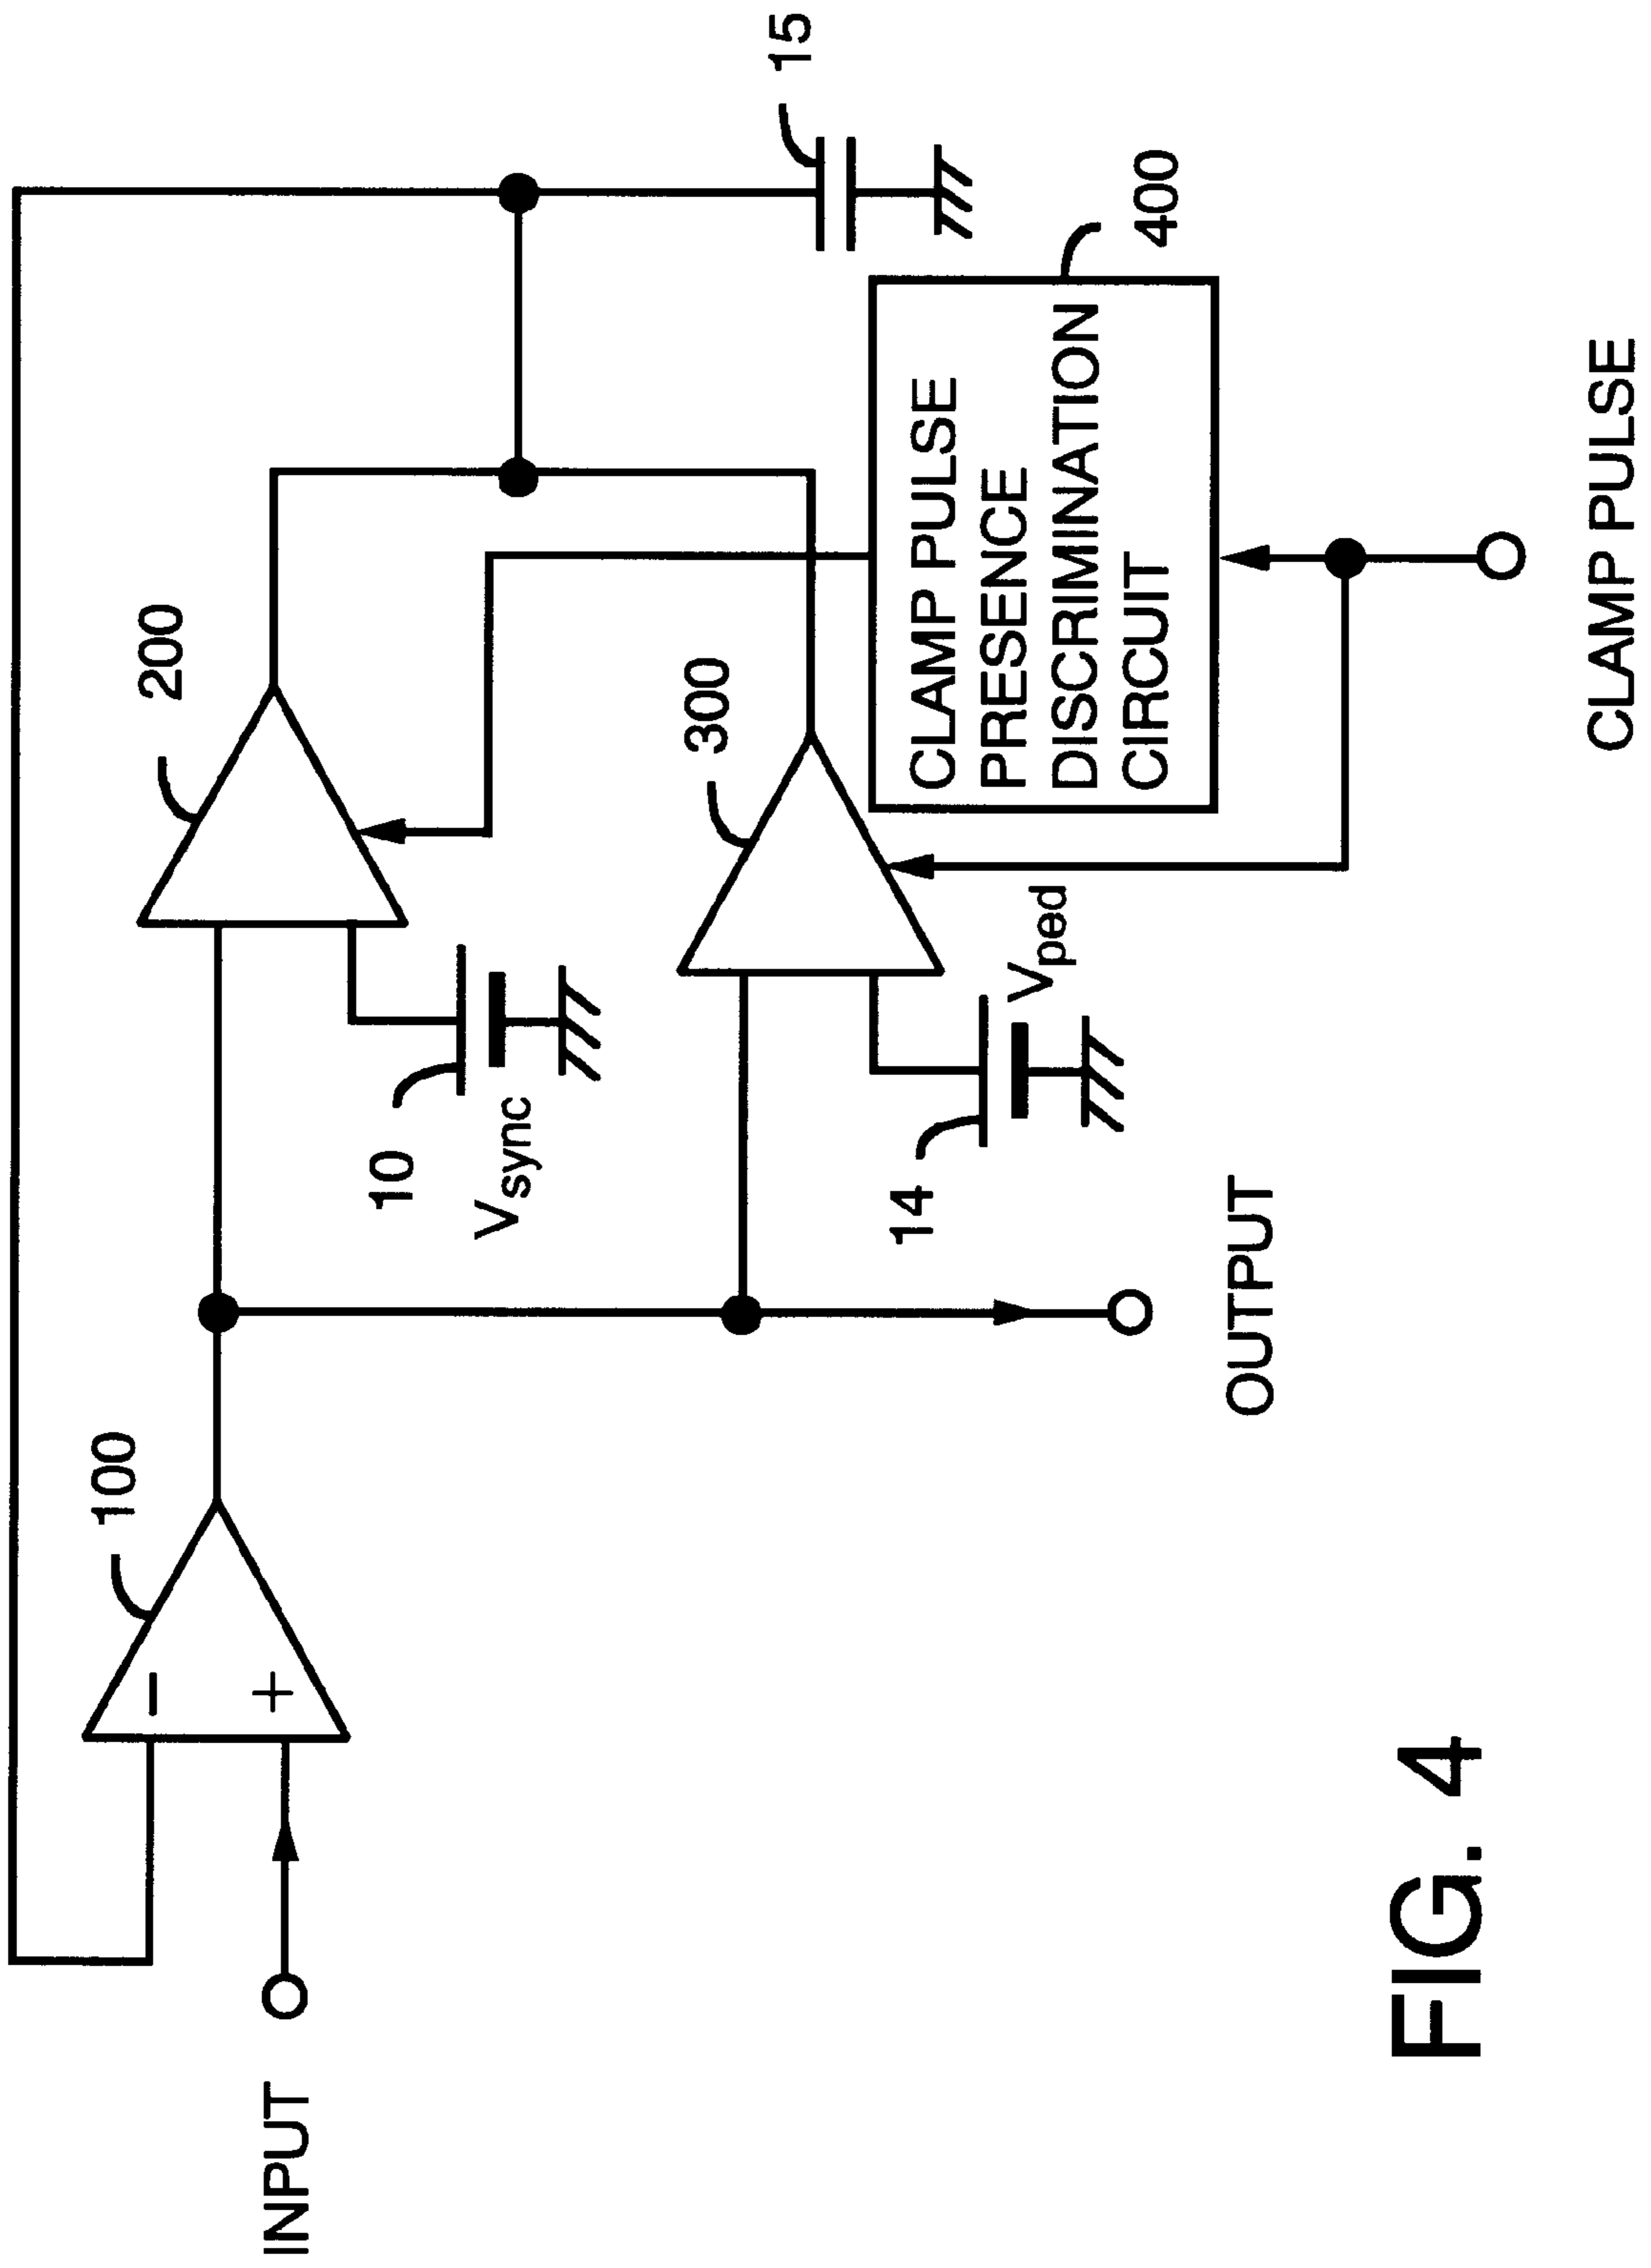 15
200
100
300
400
CLAMP PULSE
PRESENCE
DISCRIMINATION
CIRCUIT
10
Vsync
14
Vped
−
+
INPUT
OUTPUT
CLAMP PULSE
FIG. 4